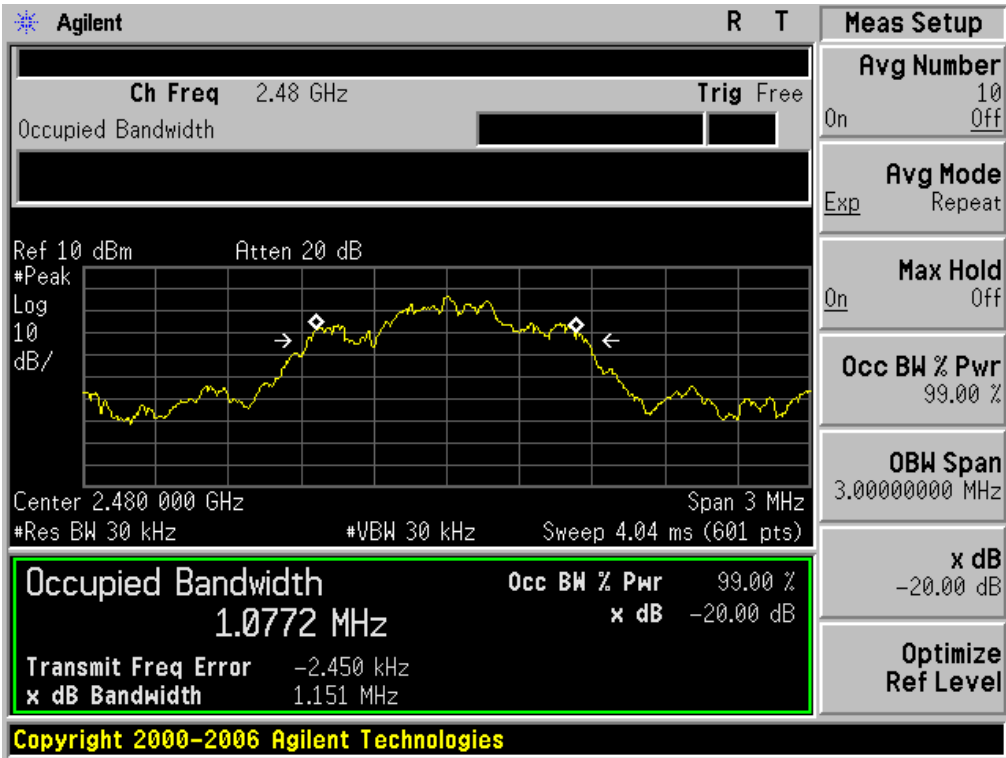 Agilent R T
Ch Freq 2.48 GHz Trig Free
Occupied Bandwidth
Ref 10 dBm Atten 20 dB
#Peak
Log
10
dB/
Center 2.480 000 GHz Span 3 MHz
#Res BW 30 kHz #VBW 30 kHz Sweep 4.04 ms (601 pts)
Occupied Bandwidth
1.0772 MHz
Occ BW % Pwr 99.00 %
x dB -20.00 dB
Transmit Freq Error -2.450 kHz
x dB Bandwidth 1.151 MHz
Copyright 2000-2006 Agilent Technologies
Meas Setup
Avg Number
10
On Off
Avg Mode
Exp Repeat
Max Hold
On Off
Occ BW % Pwr
99.00 %
OBW Span
3.00000000 MHz
x dB
-20.00 dB
Optimize
Ref Level